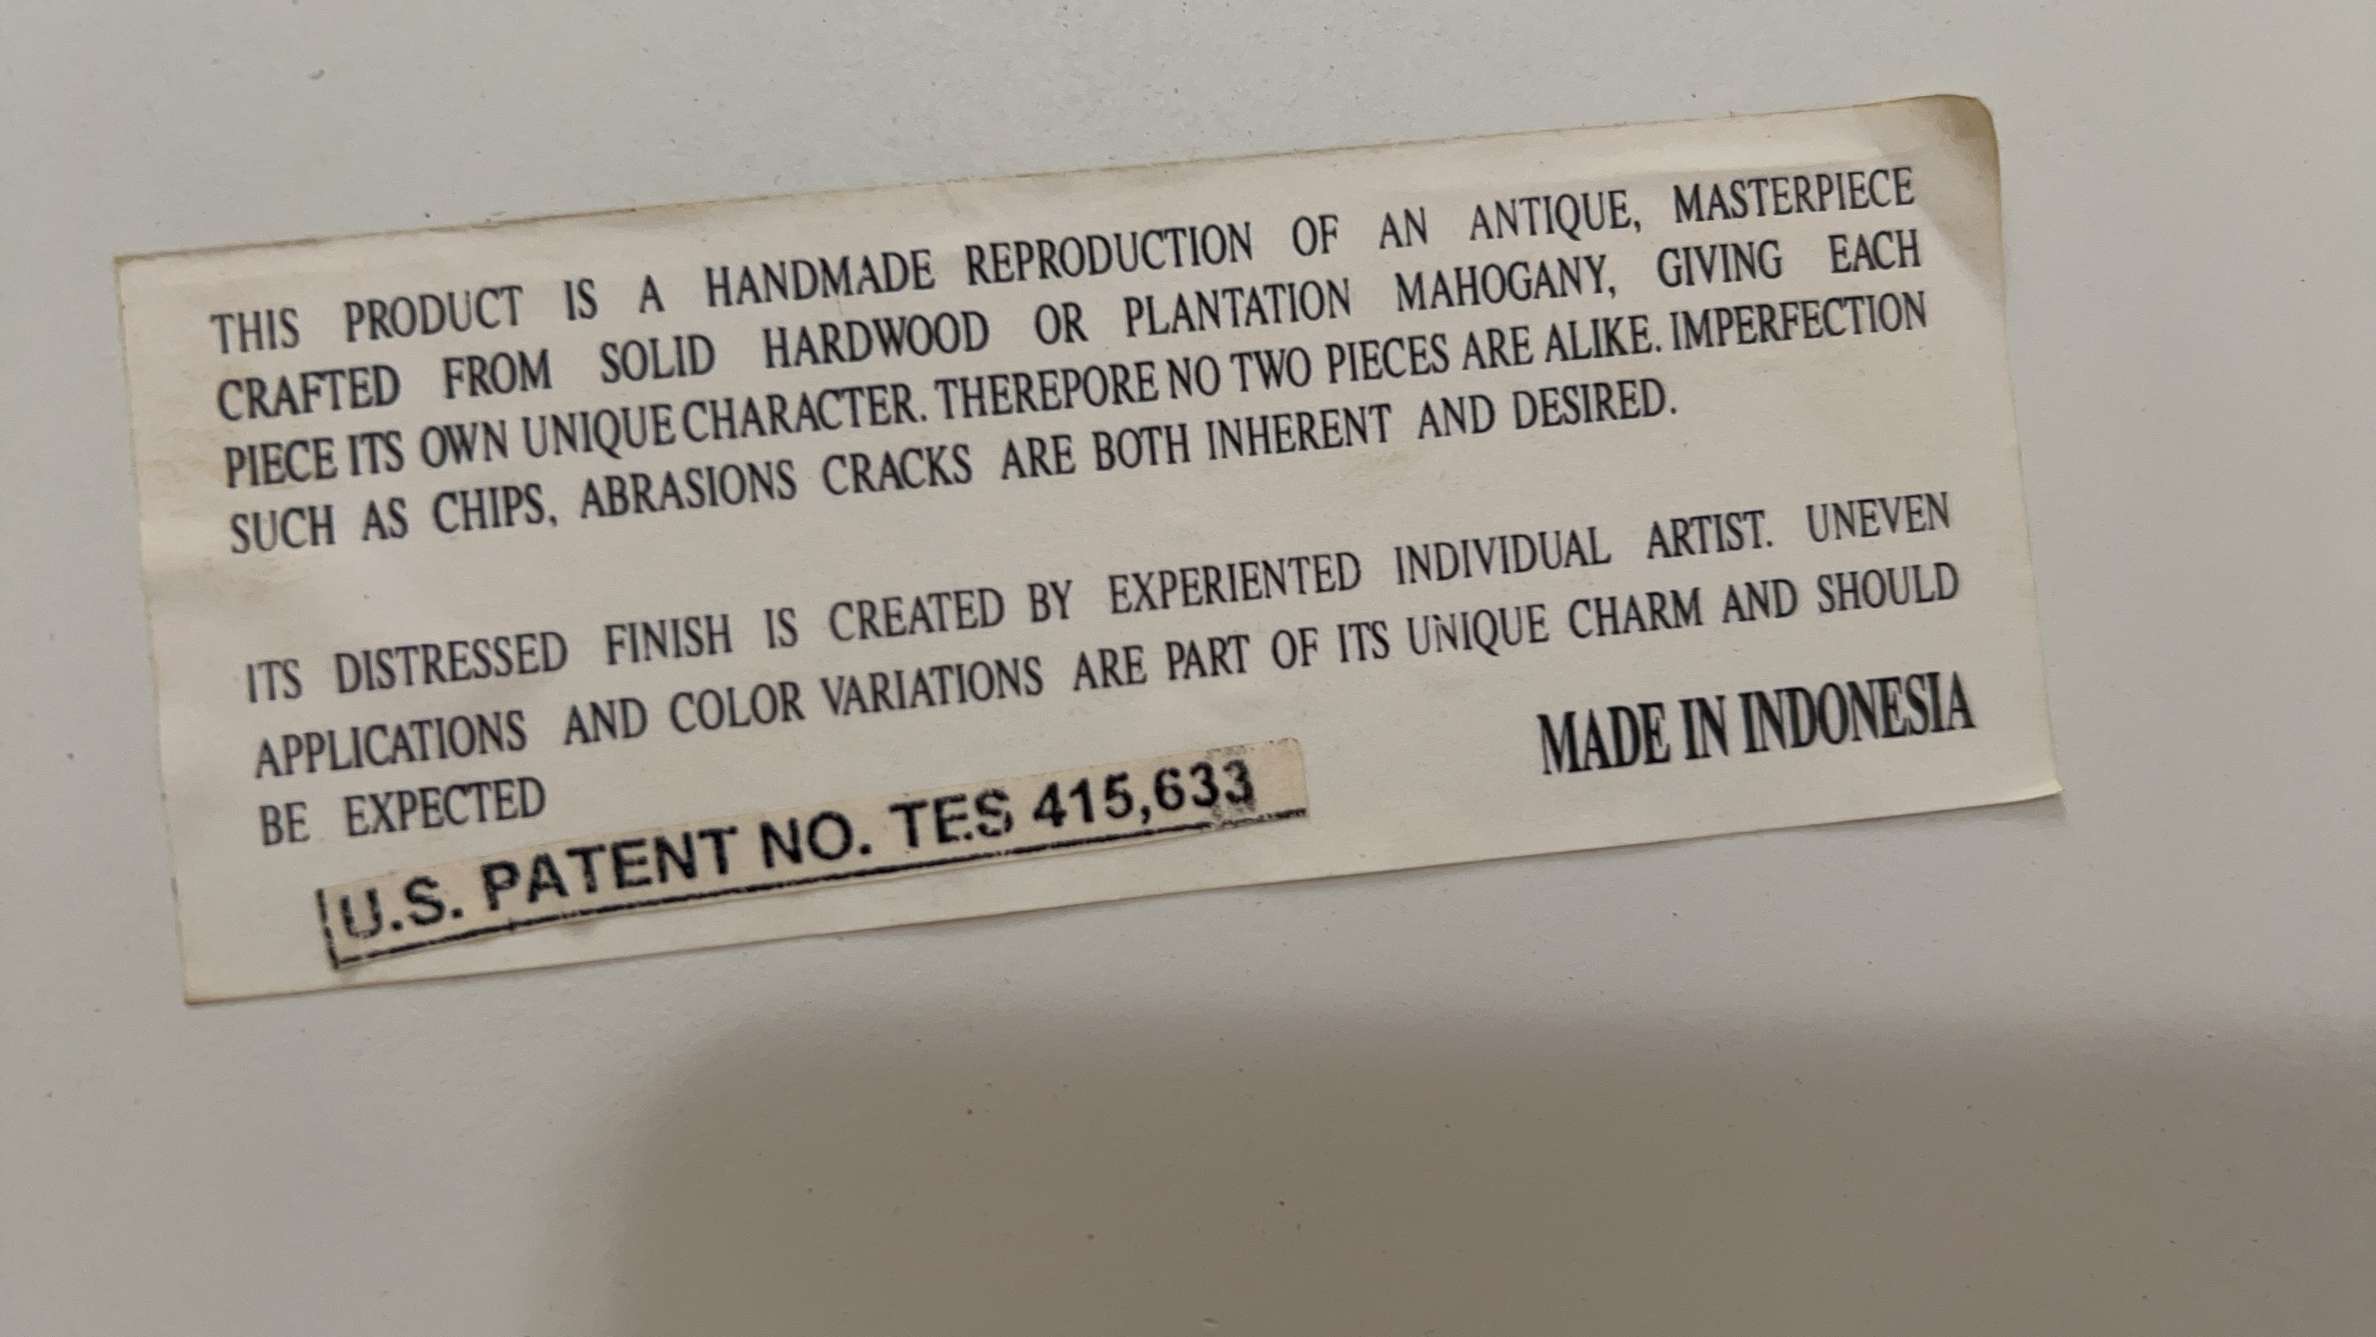 THIS PRODUCT IS A HANDMADE REPRODUCTION OF AN ANTIQUE, MASTERPIECE
CRAFTED FROM SOLID HARDWOOD OR PLANTATION MAHOGANY, GIVING EACH
PIECE ITS OWN UNIQUE CHARACTER. THEREPORE NO TWO PIECES ARE ALIKE. IMPERFECTION
SUCH AS CHIPS, ABRASIONS CRACKS ARE BOTH INHERENT AND DESIRED.
ITS DISTRESSED FINISH IS CREATED BY EXPERIENTED INDIVIDUAL ARTIST. UNEVEN
APPLICATIONS AND COLOR VARIATIONS ARE PART OF ITS UNIQUE CHARM AND SHOULD
BE EXPECTED
MADE IN INDONESIA
U.S. PATENT NO. TES 415,633